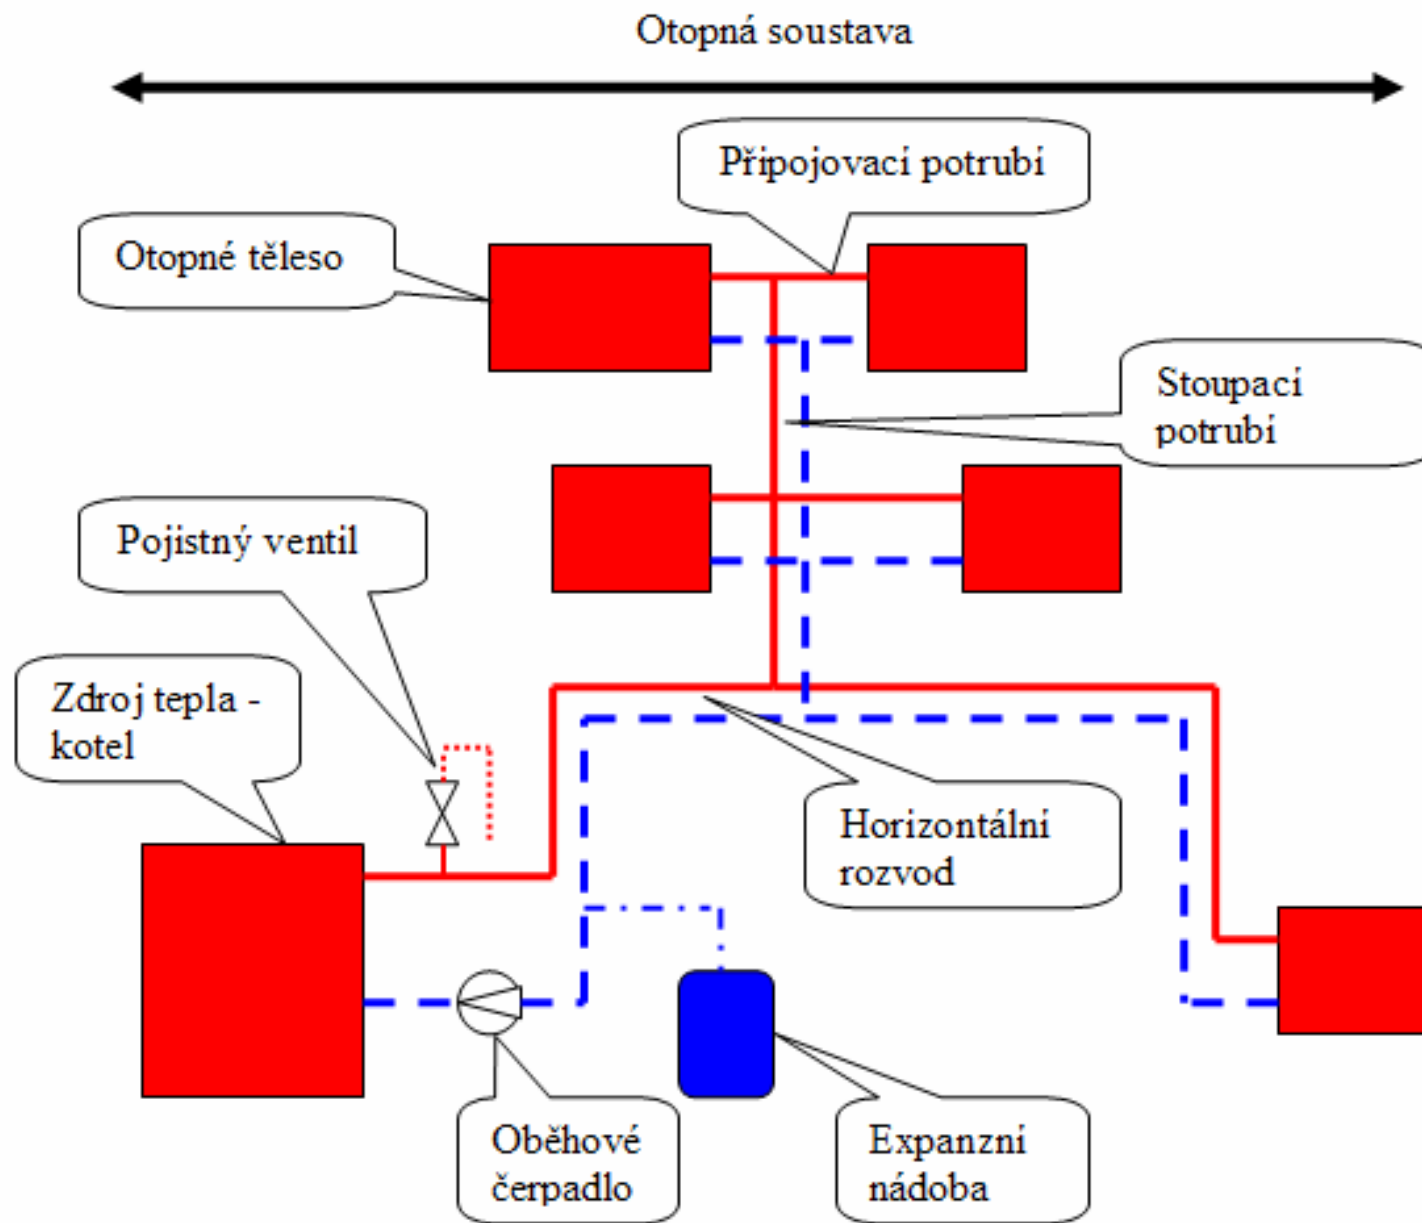 Otopná soustava
Připojovací potrubí
Otopné těleso
Stoupací
potrubí
Pojistný ventil
Zdroj tepla -
kotel
Horizontální
rozvod
Oběhové
čerpadlo
Expanzní
nádoba